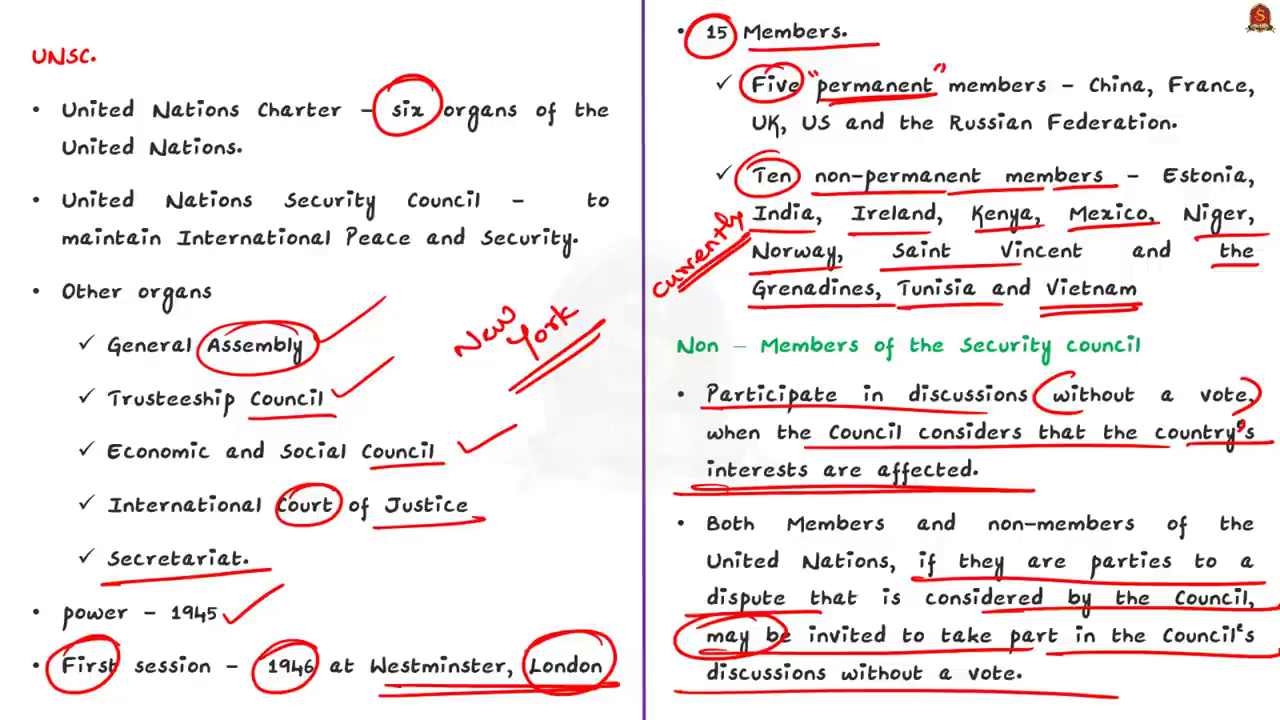 UNSC.
• United Nations Charter – six organs of the
United Nations.
• United Nations Security Council – to
maintain International Peace and Security.
• Other organs
✓ General Assembly
✓ Trusteeship Council
✓ Economic and Social Council
✓ International Court of Justice
✓ Secretariat.
New
York
• power – 1945
• First session – 1946 at Westminster, London
• 15 Members.
✓ Five "permanent" members – China, France,
UK, US and the Russian Federation.
✓ Ten non-permanent members – Estonia,
India, Ireland, Kenya, Mexico, Niger,
Norway, Saint Vincent and the
Grenadines, Tunisia and Vietnam
Currently
Non – Members of the Security council
• Participate in discussions without a vote,
when the Council considers that the country's
interests are affected.
• Both Members and non-members of the
United Nations, if they are parties to a
dispute that is considered by the Council,
may be invited to take part in the Council's
discussions without a vote.